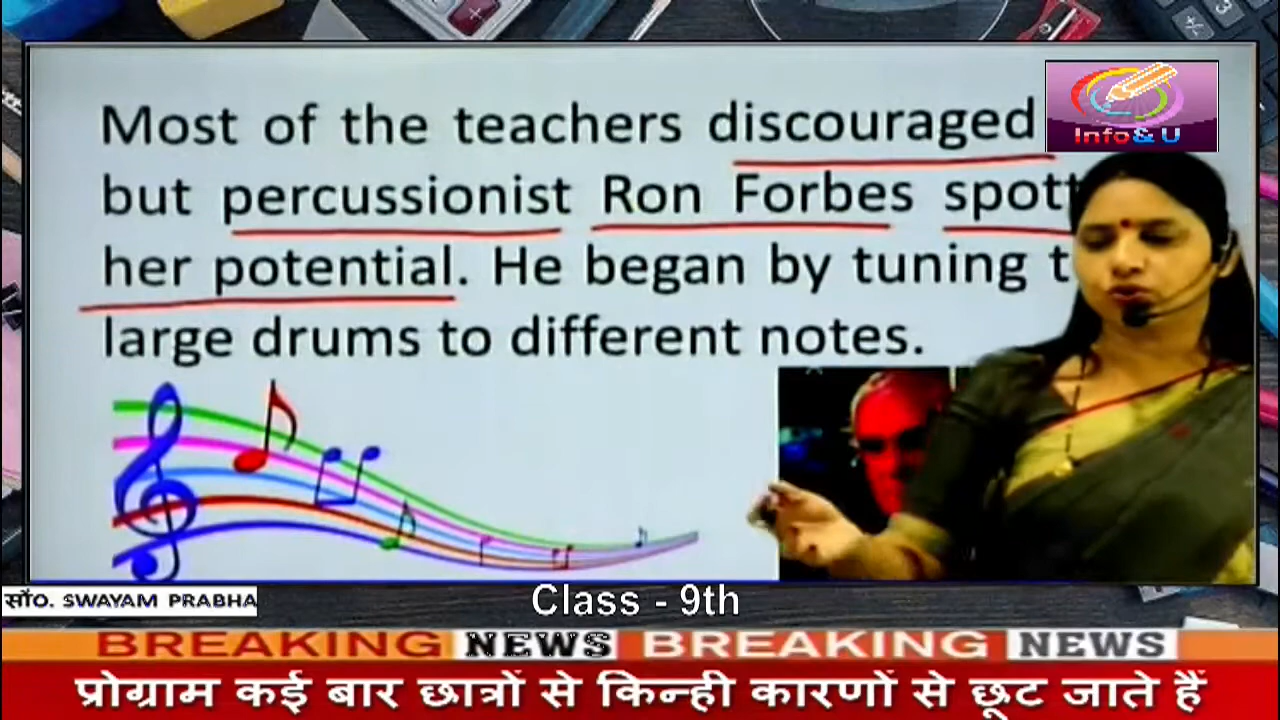 Most of the teachers discouraged
but percussionist Ron Forbes
her potential. He began by tuning
large drums to different notes.
Info& U
सौO. SWAYAM PRABHA
Class - 9th
BREAKING NEWS BREAKING NEWS
प्रोग्राम कई बार छात्रों से किन्ही कारणों से छूट जाते हैं